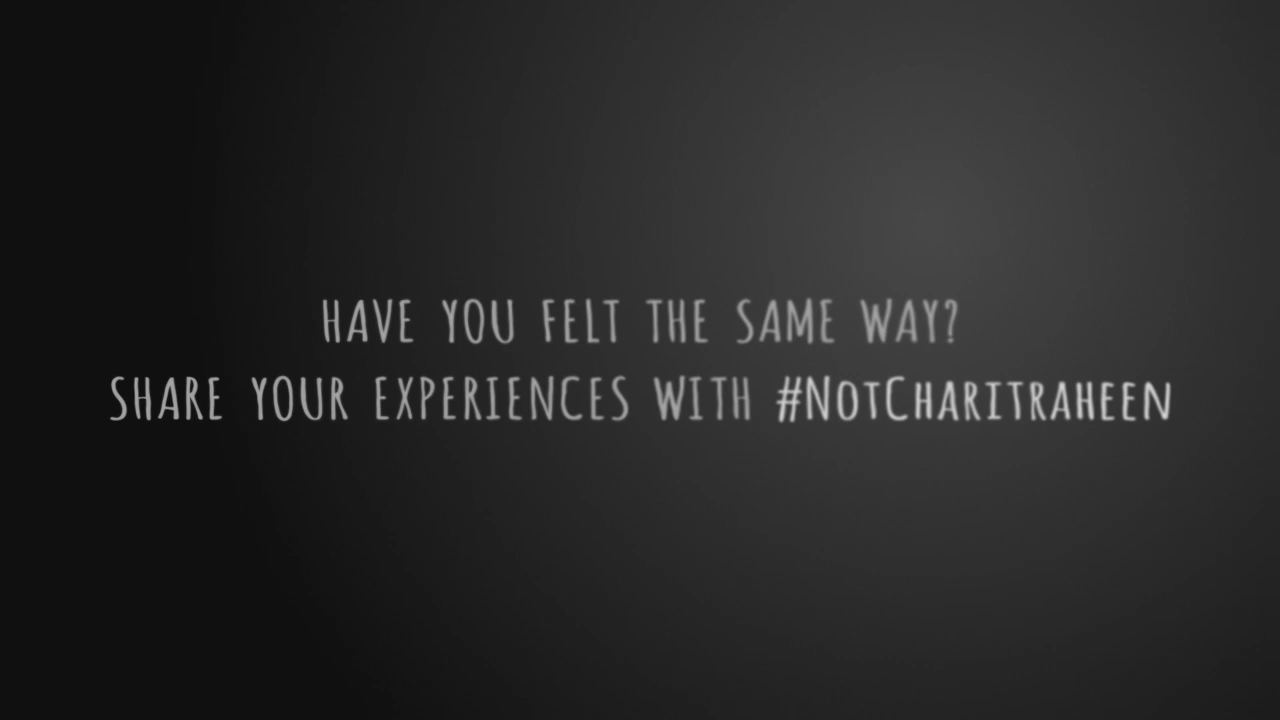 HAVE YOU FELT THE SAME WAY?
SHARE YOUR EXPERIENCES WITH #NOTCHARITRAHEEN